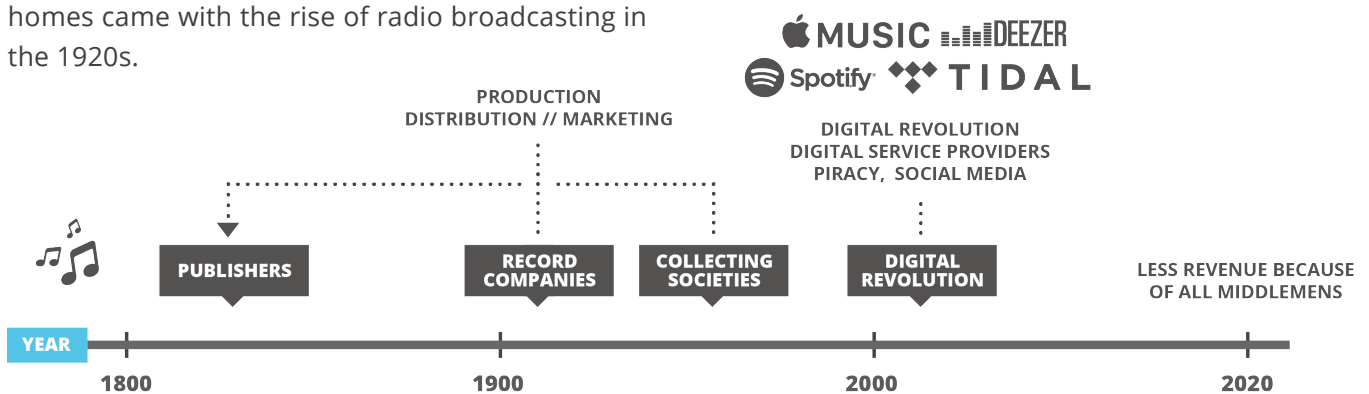 homes came with the rise of radio broadcasting in
the 1920s.
MUSIC DEEZER
Spotify TIDAL
PRODUCTION
DISTRIBUTION // MARKETING
DIGITAL REVOLUTION
DIGITAL SERVICE PROVIDERS
PIRACY, SOCIAL MEDIA
PUBLISHERS
RECORD
COMPANIES
COLLECTING
SOCIETIES
DIGITAL
REVOLUTION
LESS REVENUE BECAUSE
OF ALL MIDDLEMENS
YEAR
1800
1900
2000
2020